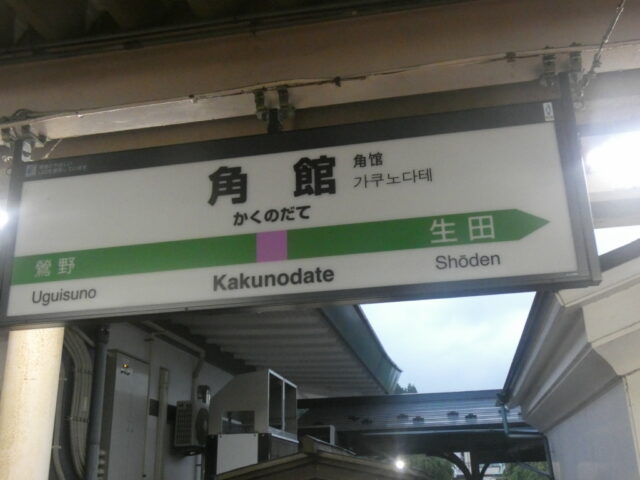 角館
角馆
가쿠노다테
かくのだて
鶯野
生田
Uguisuno
Kakunodate
Shōden